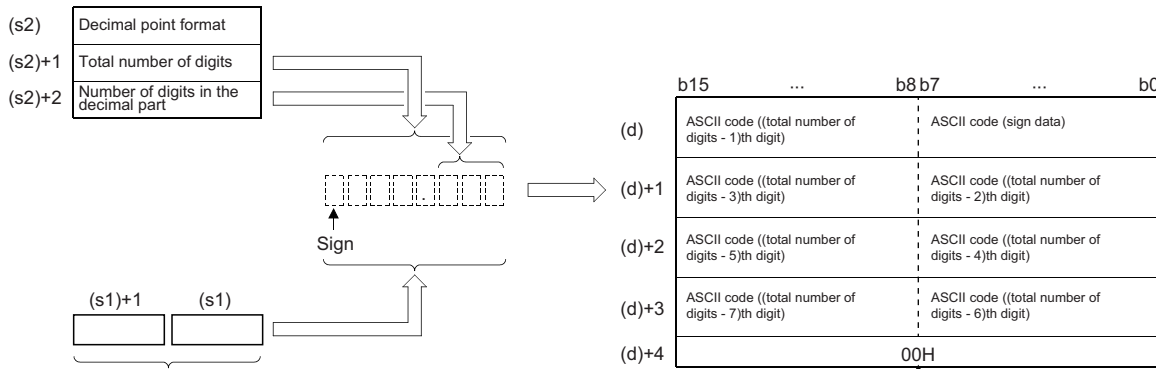 (s2)
Decimal point format
(s2)+1
Total number of digits
(s2)+2
Number of digits in the
decimal part
.
Sign
(s1)+1
(s1)
b15
...
b8
b7
...
b0
(d)
ASCII code ((total number of
digits - 1)th digit)
ASCII code (sign data)
(d)+1
ASCII code ((total number of
digits - 3)th digit)
ASCII code ((total number of
digits - 2)th digit)
(d)+2
ASCII code ((total number of
digits - 5)th digit)
ASCII code ((total number of
digits - 4)th digit)
(d)+3
ASCII code ((total number of
digits - 7)th digit)
ASCII code ((total number of
digits - 6)th digit)
(d)+4
00H